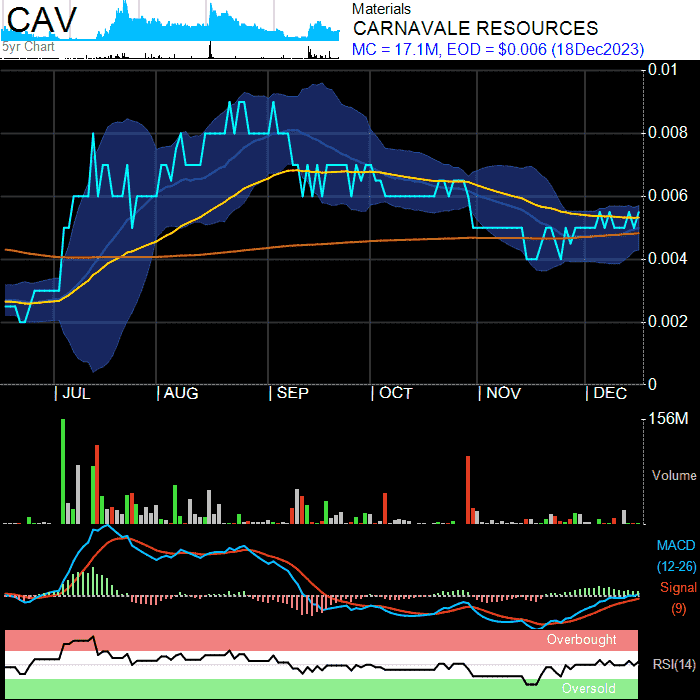 CAV
5yr Chart
Materials
CARNAVALE RESOURCES
MC = 17.1M, EOD = $0.006 (18Dec2023)
0.01
0.008
0.006
0.004
0.002
0
| JUL | AUG | SEP | OCT | NOV | DEC
156M
Volume
MACD
(12-26)
Signal
(9)
Overbought
RSI(14)
Oversold